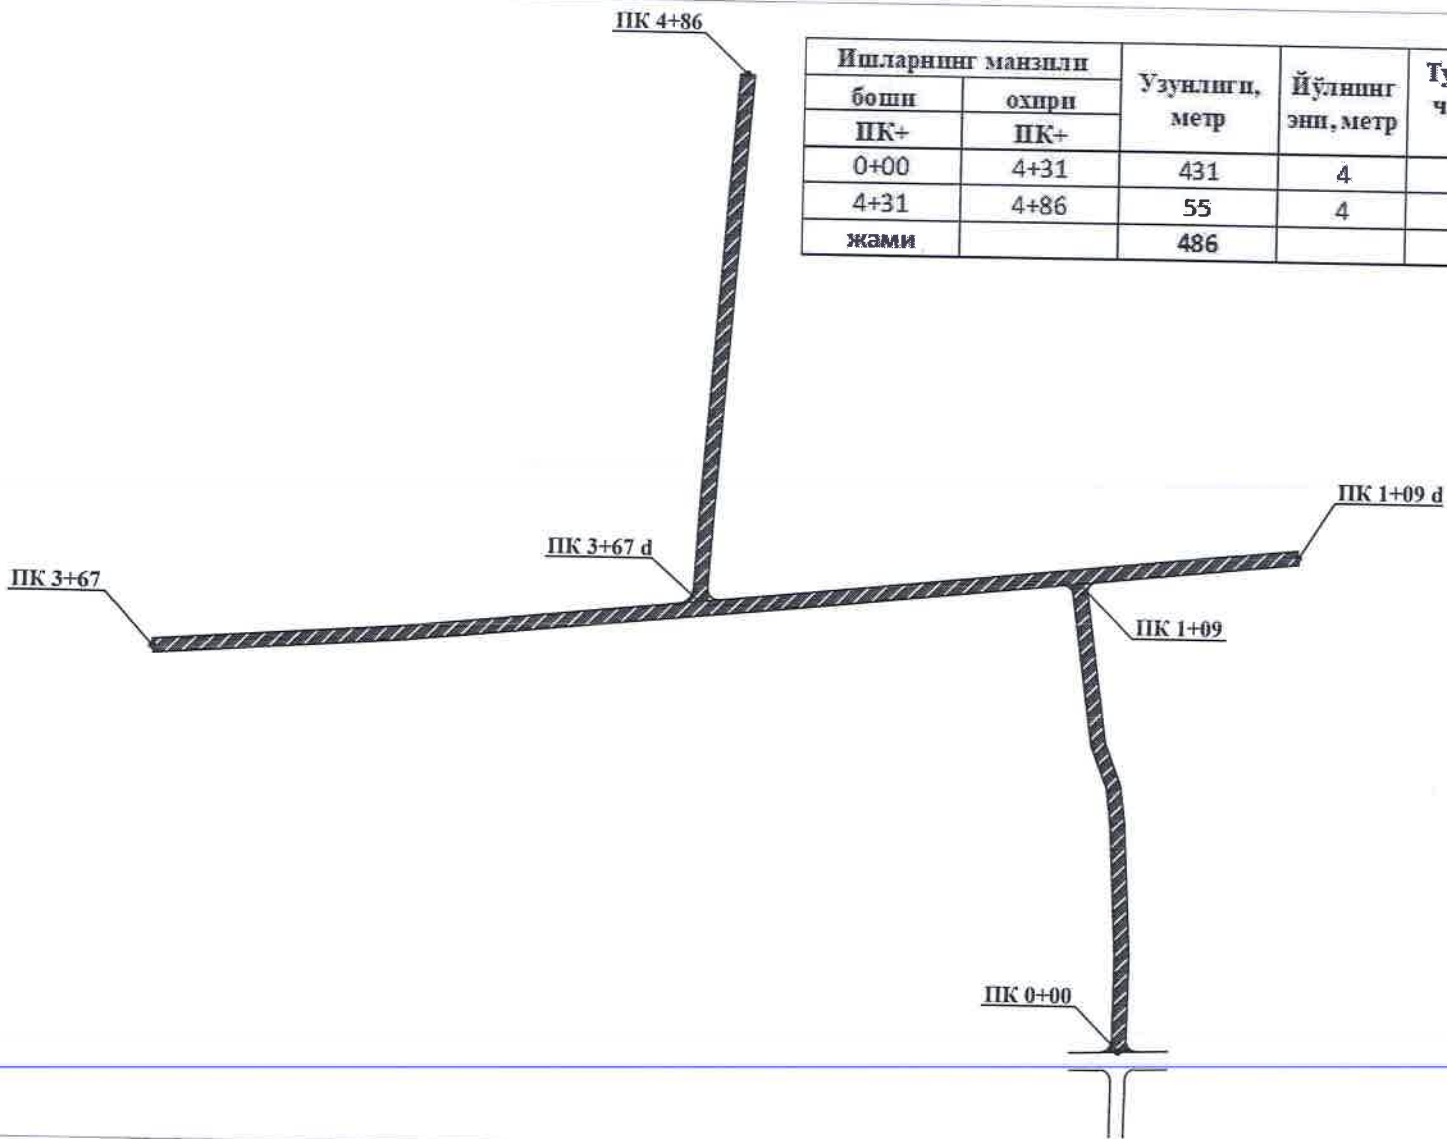 ПК 4+86
Ишларнинг манзили Узунлиги, метр Йўлнинг эни, метр
боши охири
ПК+ ПК+
0+00 4+31 431 4
4+31 4+86 55 4
жами 486
ПК 1+09 d
ПК 3+67 d
ПК 3+67
ПК 1+09
ПК 0+00